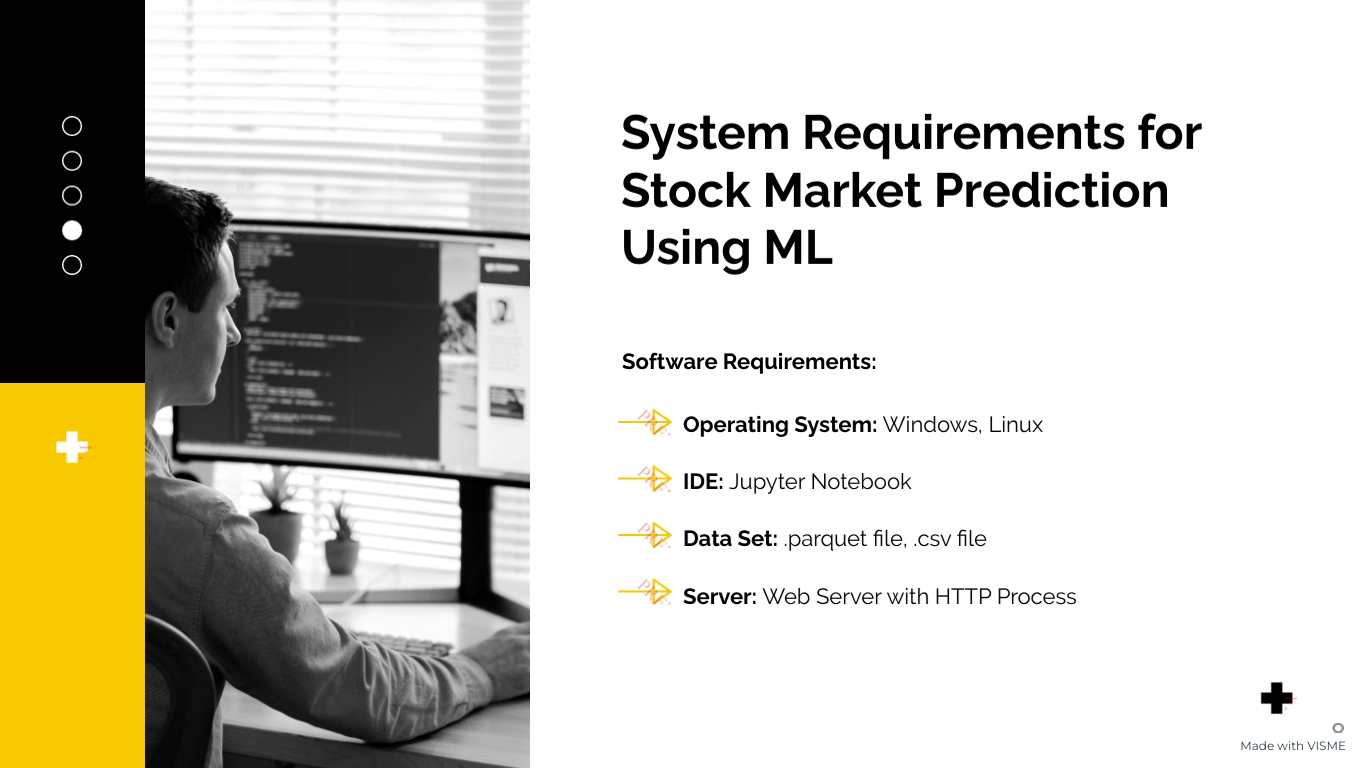 System Requirements for
Stock Market Prediction
Using ML
Software Requirements:
Operating System: Windows, Linux
IDE: Jupyter Notebook
Data Set: .parquet file, .csv file
Server: Web Server with HTTP Process
Made with VISME